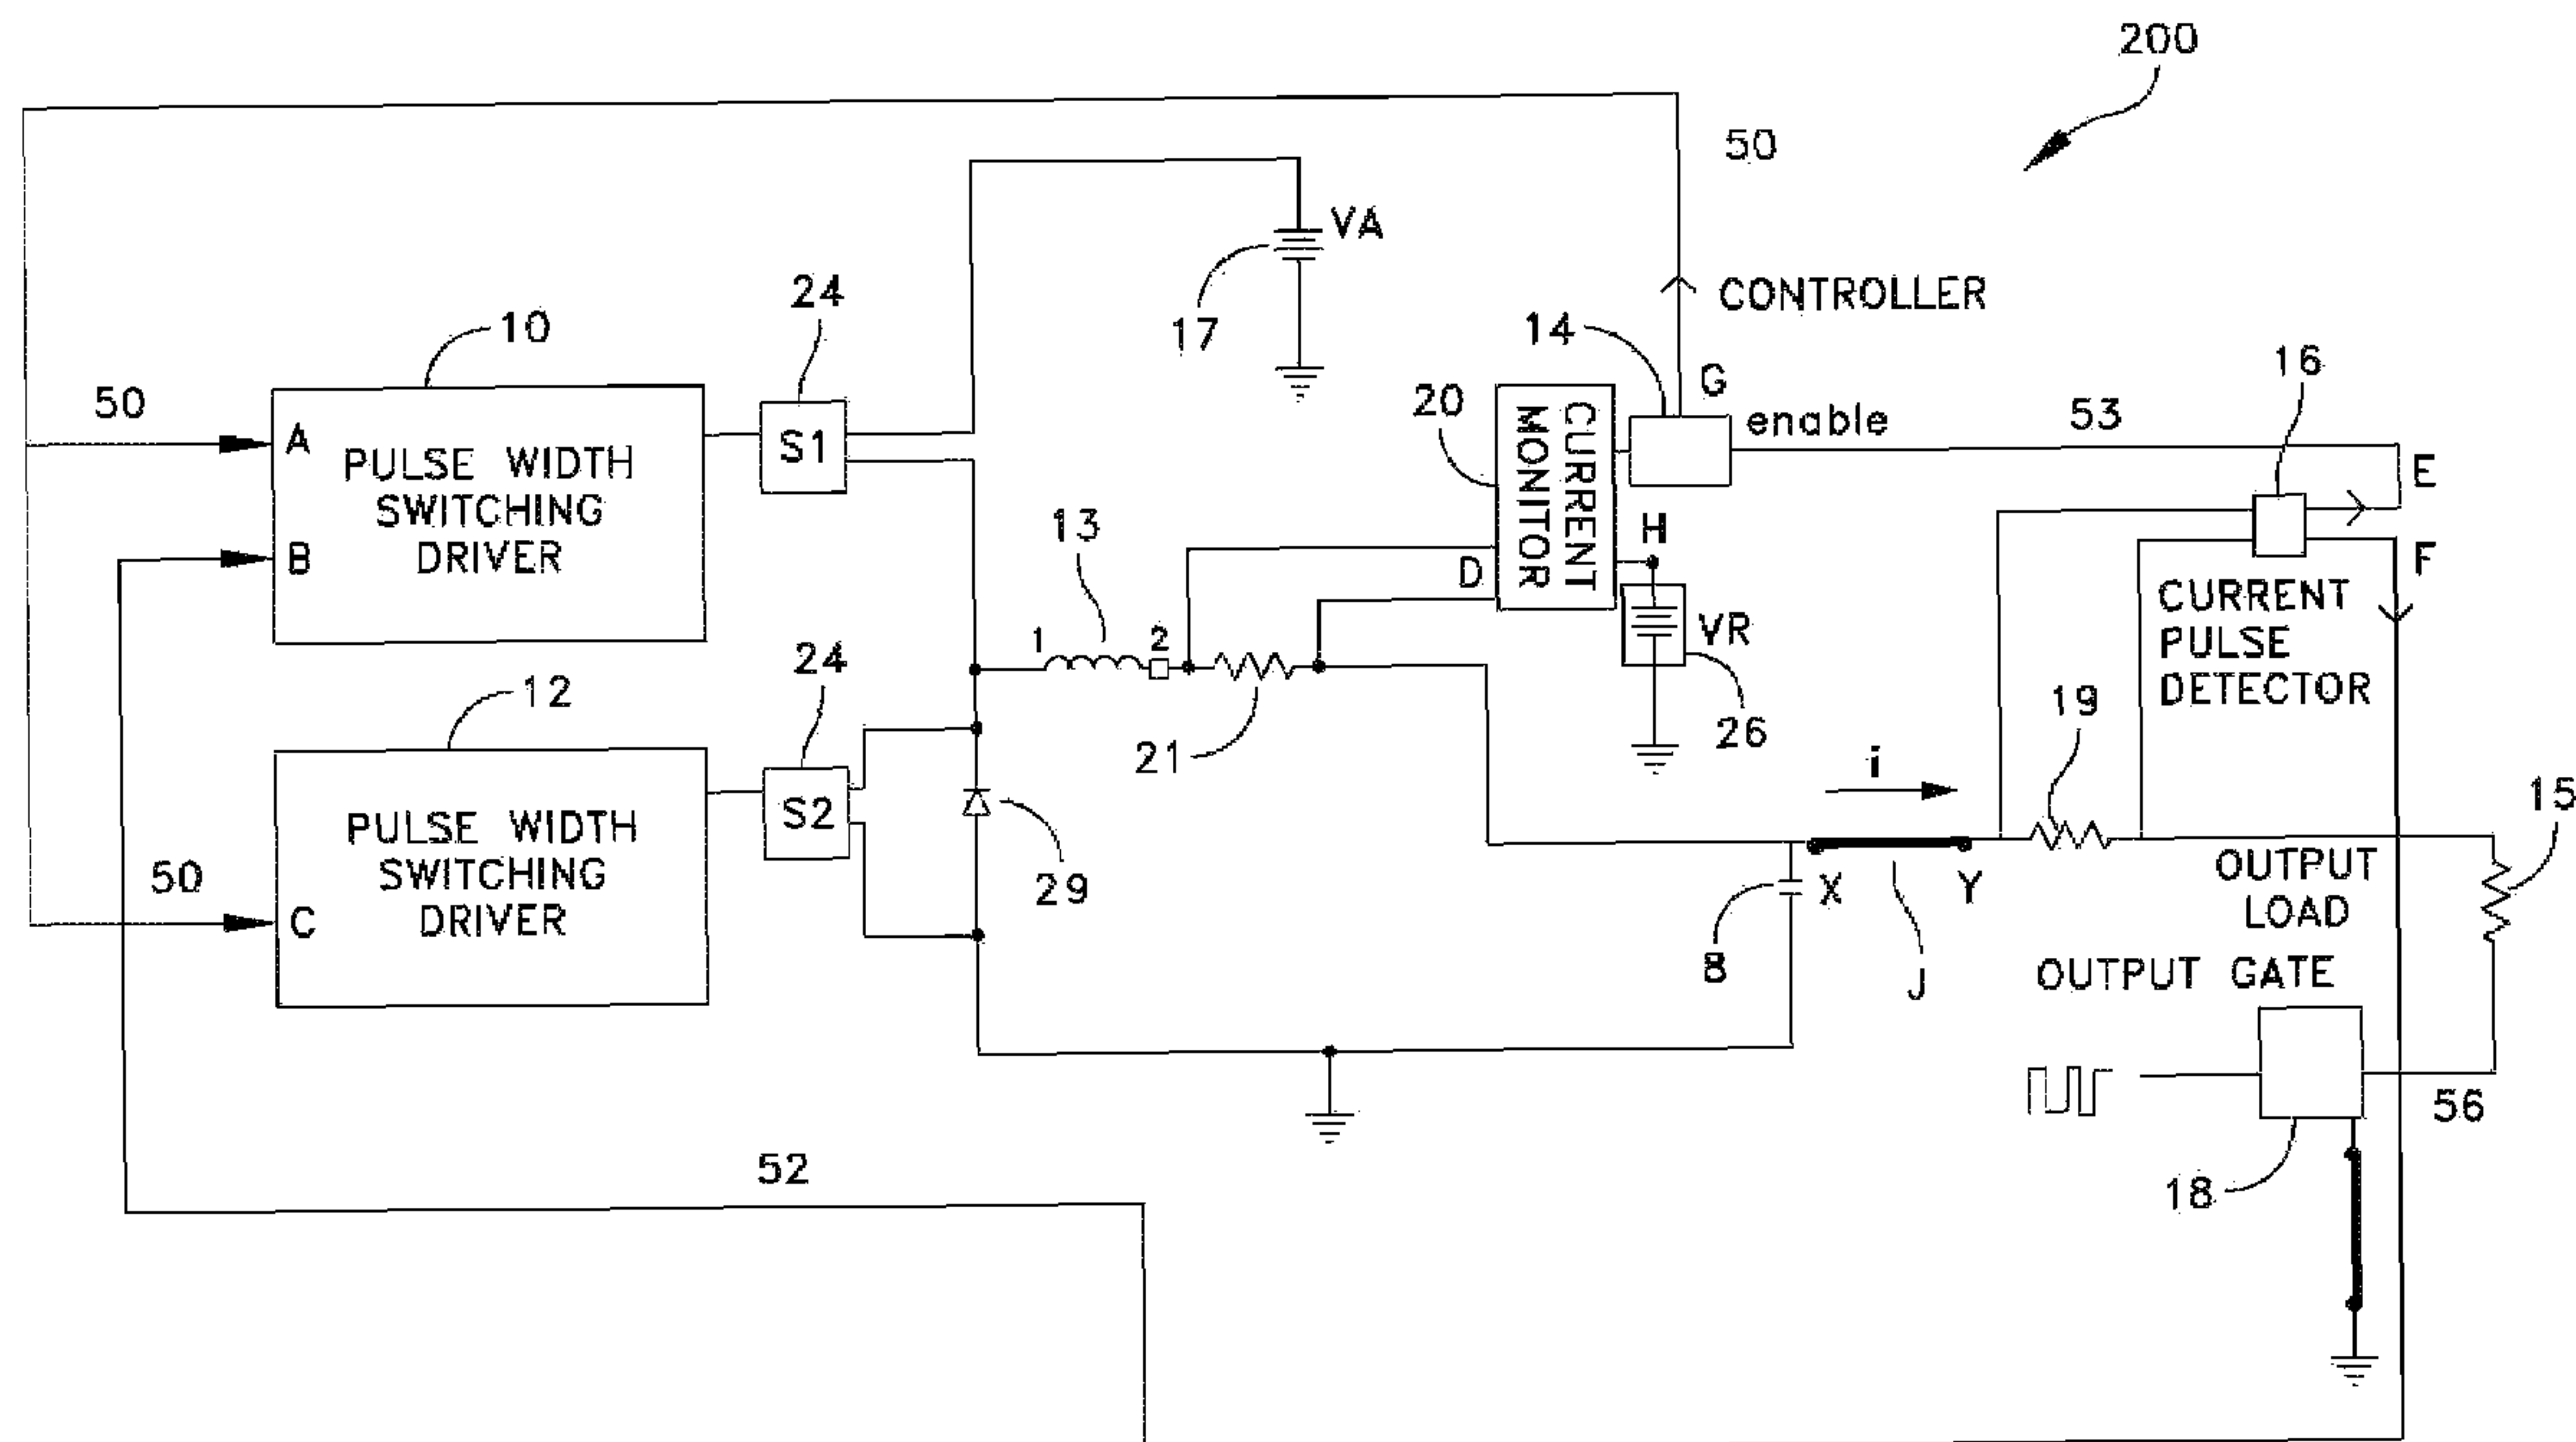 200
50
VA
17
CONTROLLER
24
14
10
G
16
50
20
enable
53
A
S1
CURRENT
MONITOR
E
PULSE WIDTH
SWITCHING
DRIVER
B
13
H
F
D
CURRENT
PULSE
DETECTOR
1
2
VR
24
12
26
19
21
i
15
S2
PULSE WIDTH
SWITCHING
DRIVER
50
29
X
Y
OUTPUT
LOAD
C
8
J
OUTPUT GATE
56
52
18